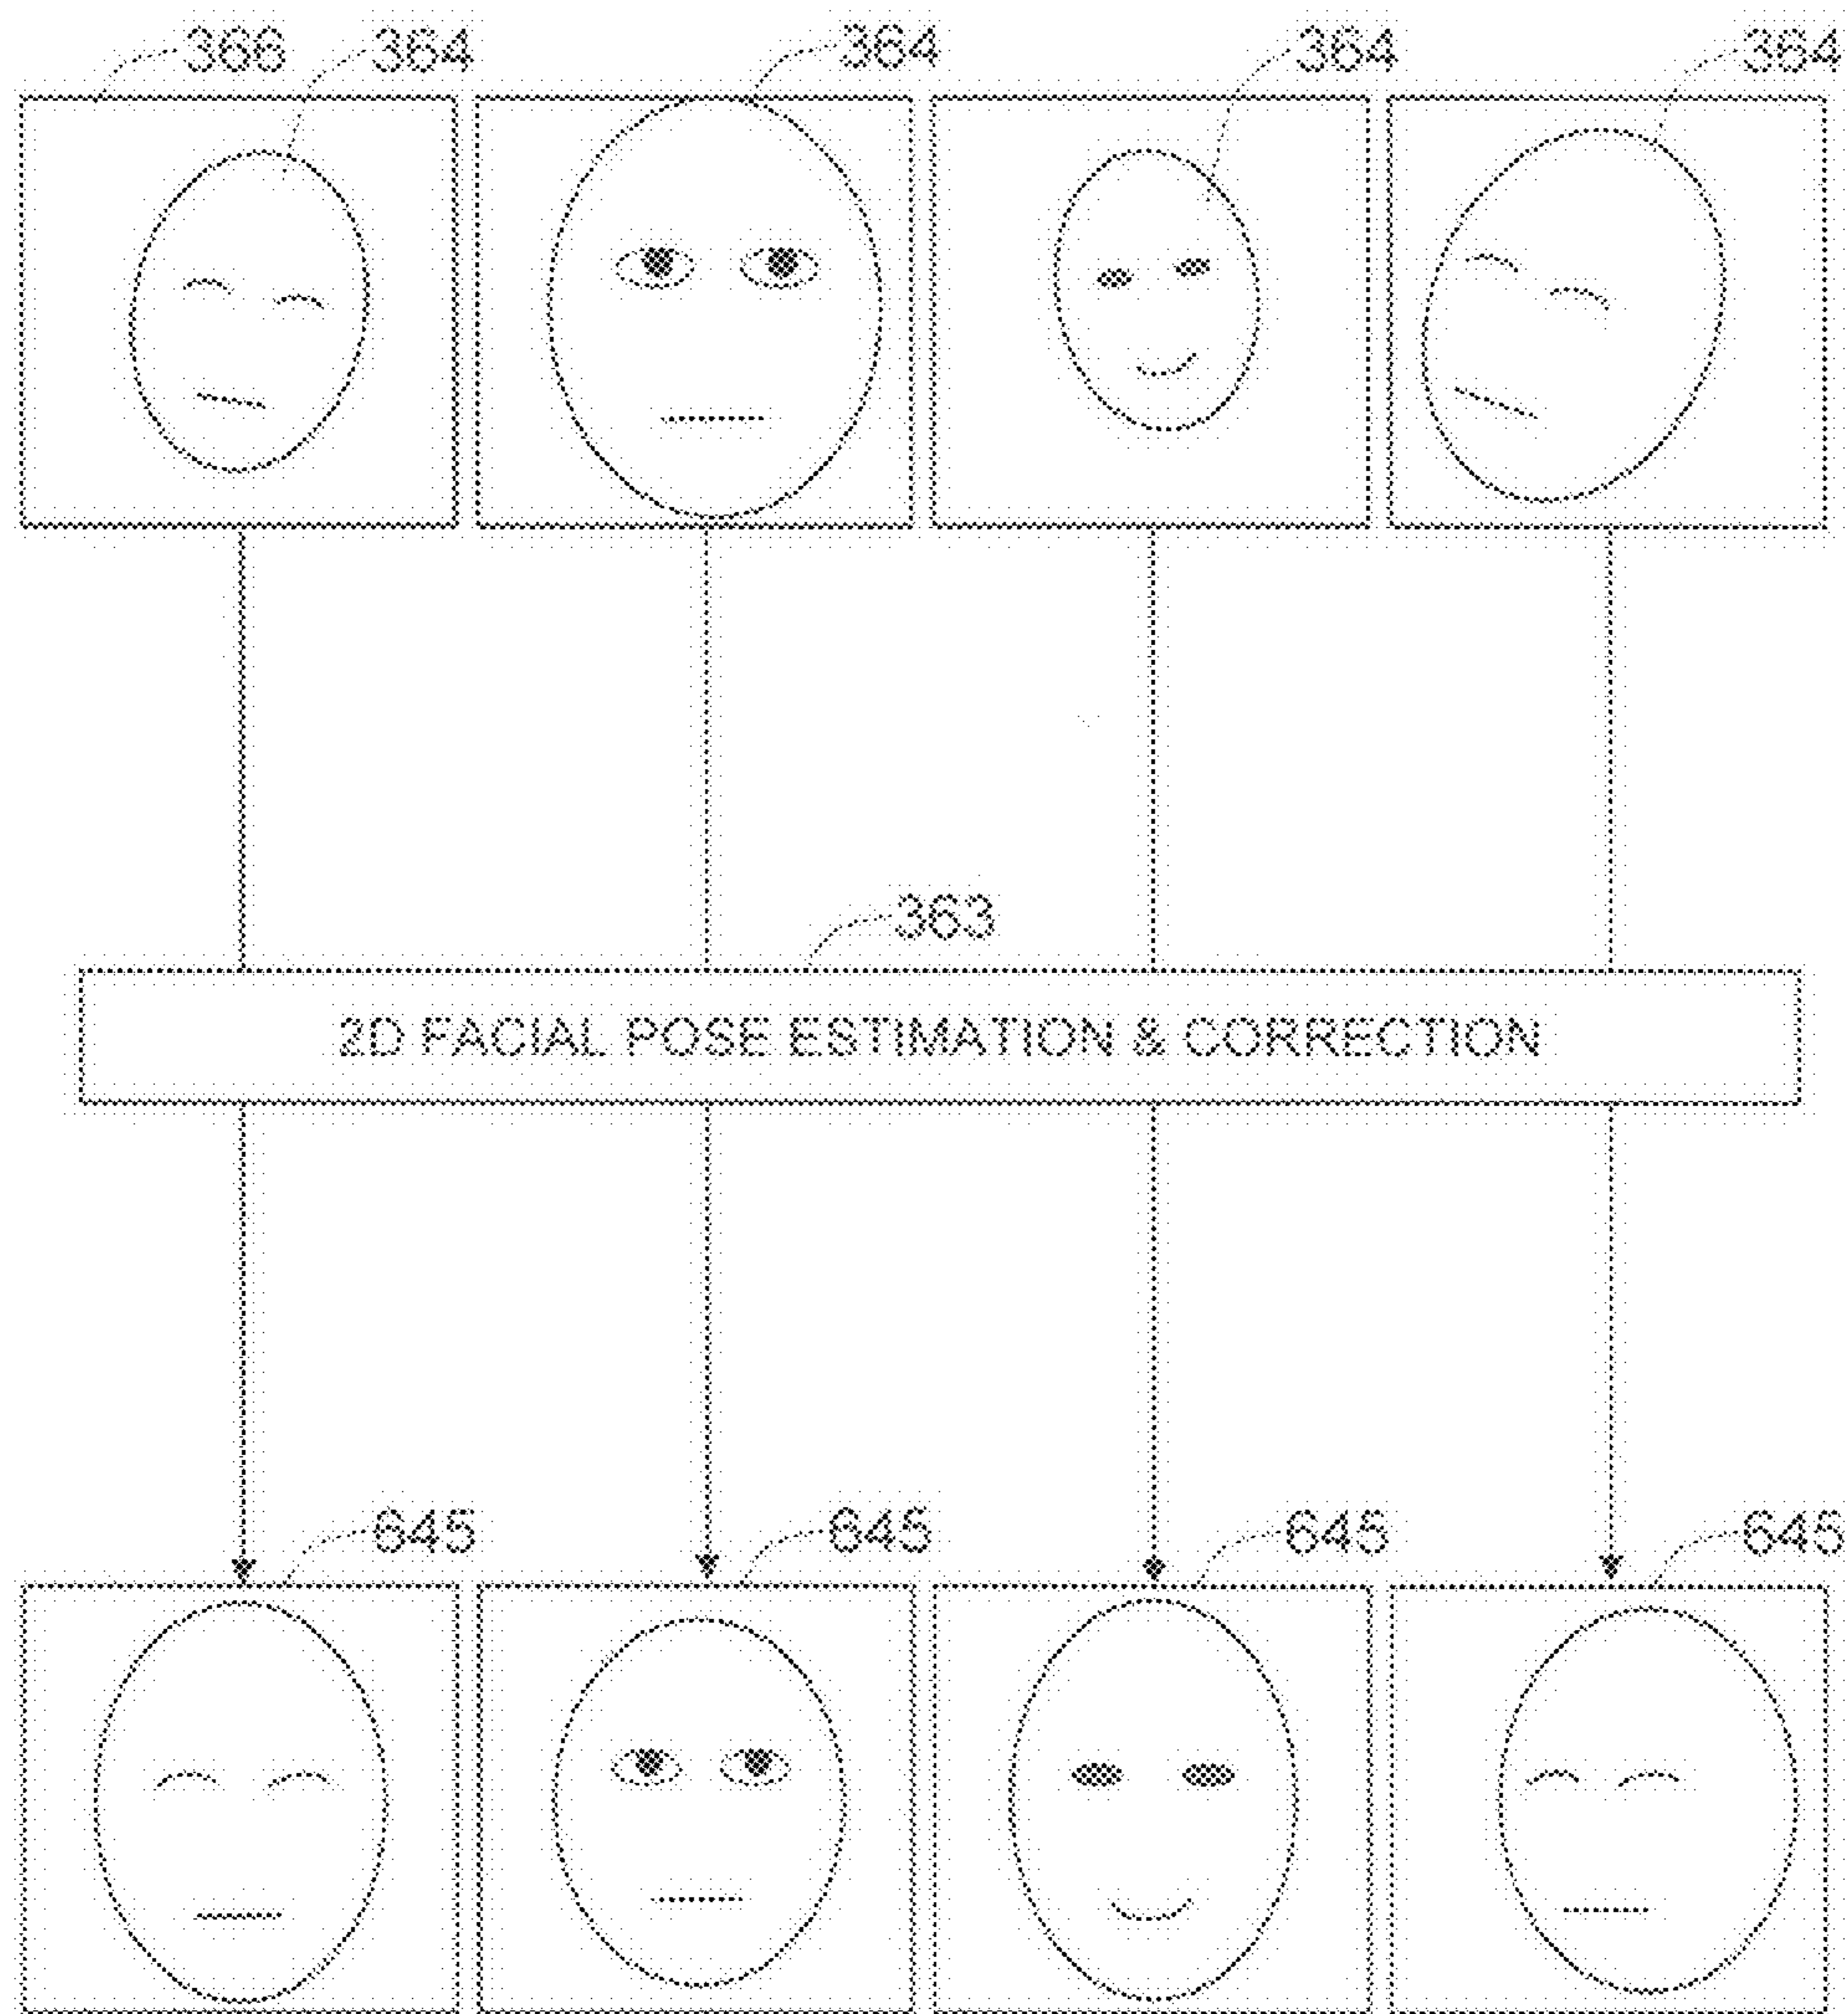 366 364 364 364 364
363
2D FACIAL POSE ESTIMATION & CORRECTION
645 645 645 645